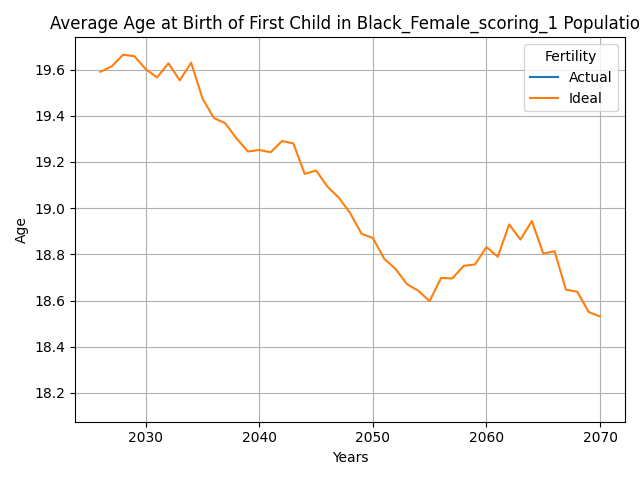 Average Age at Birth of First Child in Black_Female_scoring_1 Populatio
Fertility
Actual
Ideal
Age
19.6
19.4
19.2
19.0
18.8
18.6
18.4
18.2
2030 2040 2050 2060 2070
Years